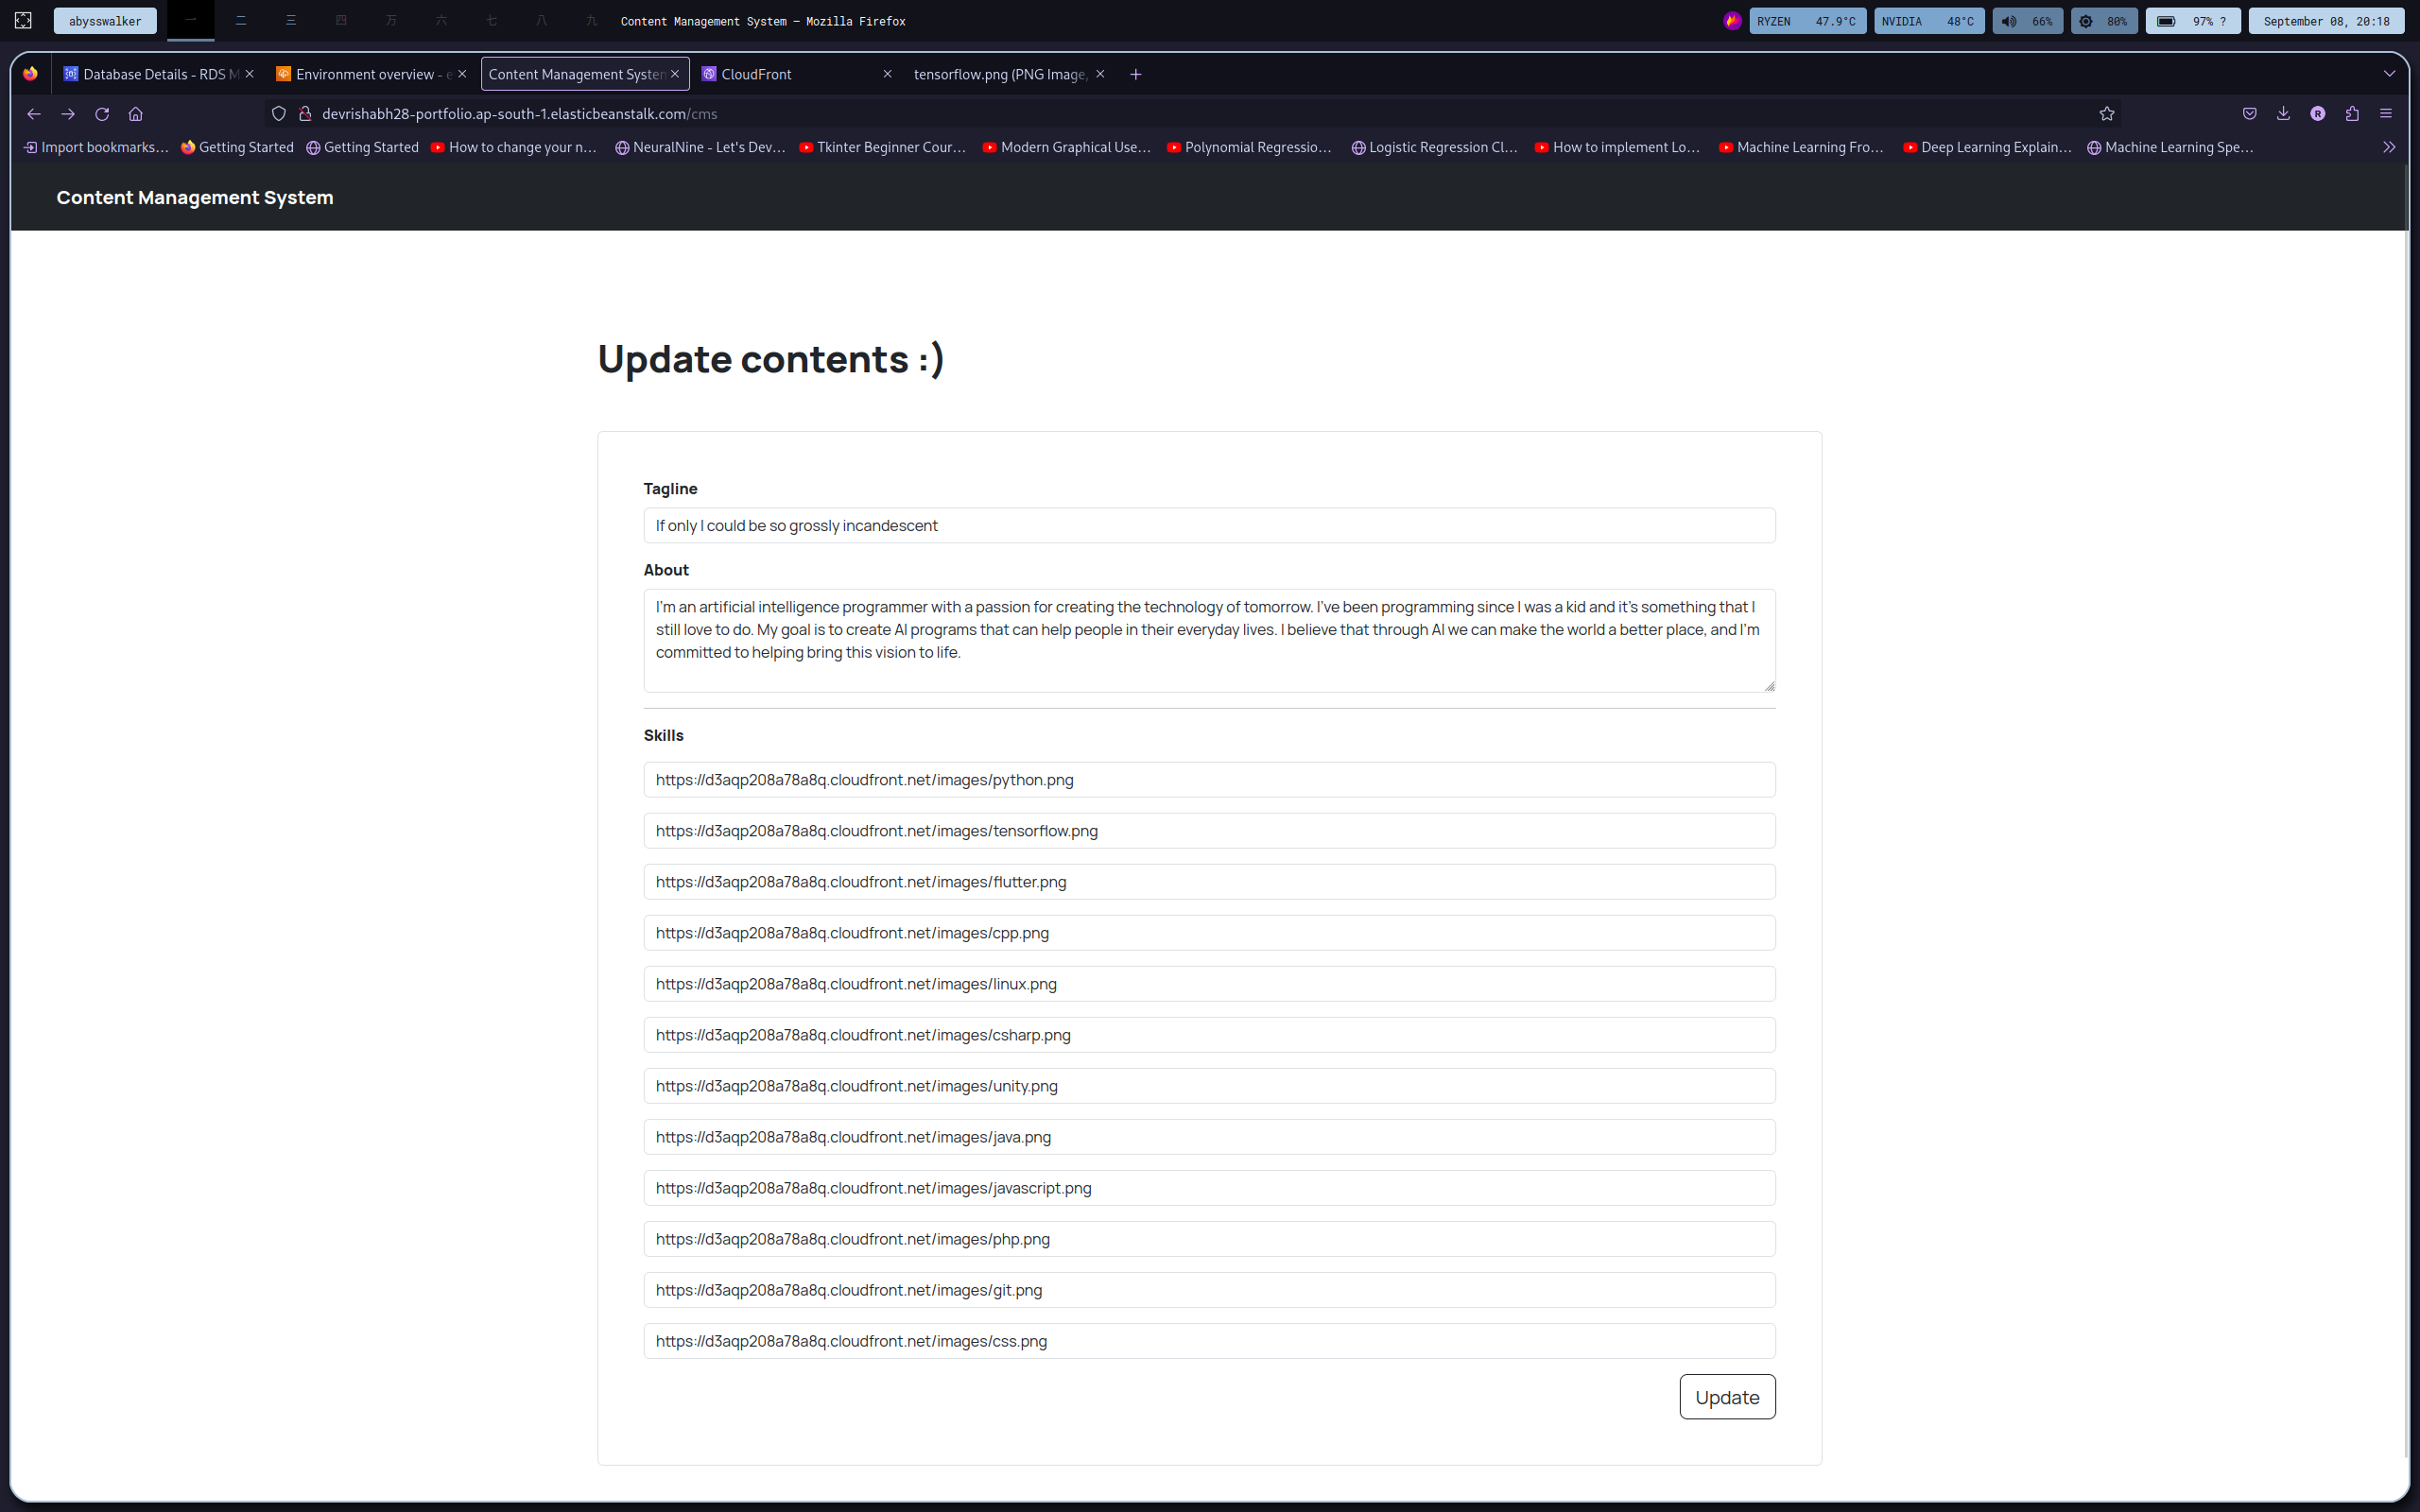 abysswalker 一 二 三 四 万 六 七 八 九 Content Management System — Mozilla Firefox RYZEN 47.9°C NVIDIA 48°C 66% 80% 97% ? September 08, 20:18
Database Details - RDS M Environment overview - e Content Management System CloudFront tensorflow.png (PNG Image,
devrishabh28-portfolio.ap-south-1.elasticbeanstalk.com/cms
Import bookmarks... Getting Started Getting Started How to change your n... NeuralNine - Let's Dev... Tkinter Beginner Cour... Modern Graphical Use... Polynomial Regressio... Logistic Regression Cl... How to implement Lo... Machine Learning Fro... Deep Learning Explain... Machine Learning Spe...
Content Management System
Update contents :)
Tagline
If only I could be so grossly incandescent
About
I'm an artificial intelligence programmer with a passion for creating the technology of tomorrow. I've been programming since I was a kid and it's something that I
still love to do. My goal is to create AI programs that can help people in their everyday lives. I believe that through AI we can make the world a better place, and I'm
committed to helping bring this vision to life.
Skills
https://d3aqp208a78a8q.cloudfront.net/images/python.png
https://d3aqp208a78a8q.cloudfront.net/images/tensorflow.png
https://d3aqp208a78a8q.cloudfront.net/images/flutter.png
https://d3aqp208a78a8q.cloudfront.net/images/cpp.png
https://d3aqp208a78a8q.cloudfront.net/images/linux.png
https://d3aqp208a78a8q.cloudfront.net/images/csharp.png
https://d3aqp208a78a8q.cloudfront.net/images/unity.png
https://d3aqp208a78a8q.cloudfront.net/images/java.png
https://d3aqp208a78a8q.cloudfront.net/images/javascript.png
https://d3aqp208a78a8q.cloudfront.net/images/php.png
https://d3aqp208a78a8q.cloudfront.net/images/git.png
https://d3aqp208a78a8q.cloudfront.net/images/css.png
Update